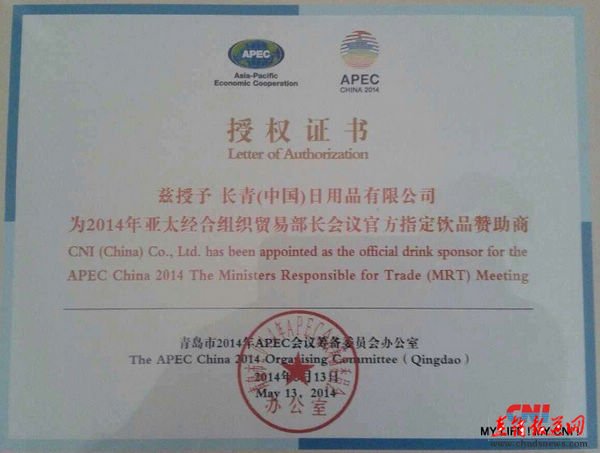 APEC
Asia-Pacific
Economic Cooperation
APEC
CHINA 2014
授权证书
Letter of Authorization
兹授予 长青(中国)日用品有限公司
为2014年亚太经合组织贸易部长会议官方指定饮品赞助商
CNI (China) Co., Ltd. has been appointed as the official drink sponsor for the
APEC China 2014 The Ministers Responsible for Trade (MRT) Meeting
青岛市2014年APEC会议筹备委员会办公室
The APEC China 2014 Organising Committee (Qingdao)
2014年5月13日
May 13, 2014
办公室
CNI
MY LIFE ! MY CNI !
www.chndsnews.com